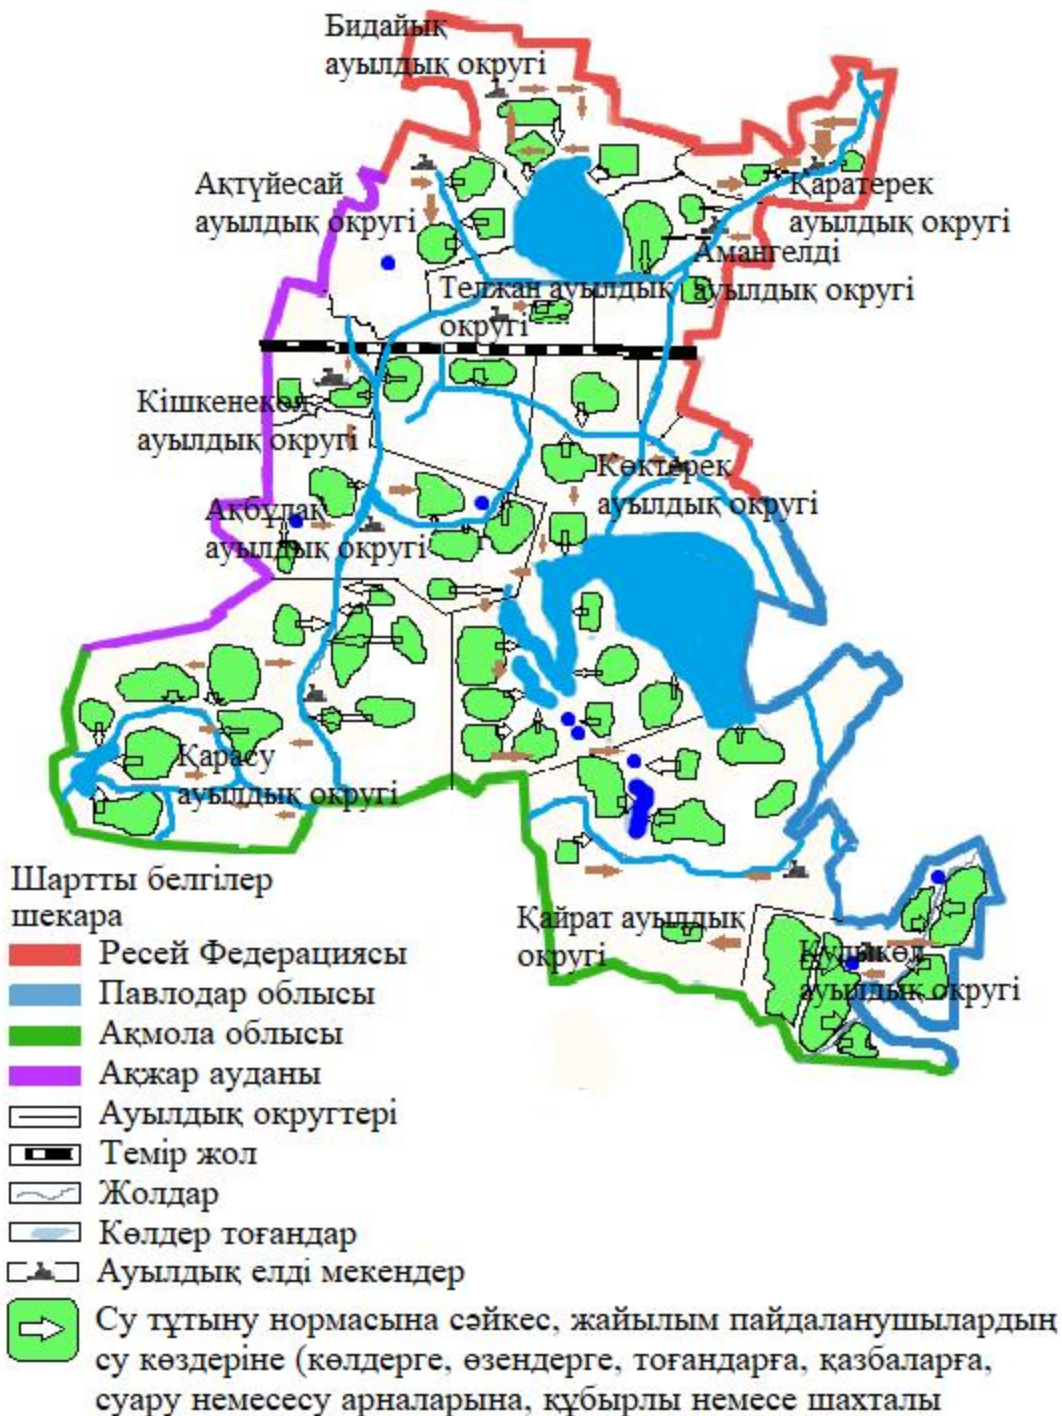 Бидайық
ауылдық округі
Ақтүйесай
ауылдық округі
Қаратерек
ауылдық округі
Амангелді
ауылдық округі
Телжан ауылдық
округі
Кішкенекөл
ауылдық округі
Көктерек
ауылдық округі
Ақбұлақ
ауылдық округі
Қарасу
ауылдық округі
Қайрат ауылдық
округі
Құлыкөл
ауылдық округі
Шартты белгілер
шекара
Ресей Федерациясы
Павлодар облысы
Ақмола облысы
Ақжар ауданы
Ауылдық округтері
Темір жол
Жолдар
Көлдер тоғандар
Ауылдық елді мекендер
Су тұтыну нормасына сәйкес, жайылым пайдаланушылардың
су көздеріне (көлдерге, өзендерге, тоғандарға, қазбаларға,
суару немесесу арналарына, құбырлы немесе шахталы